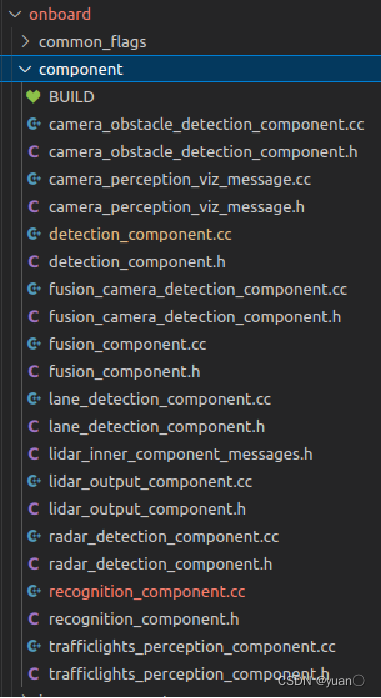 onboard
common_flags
component
BUILD
camera_obstacle_detection_component.cc
camera_obstacle_detection_component.h
camera_perception_viz_message.cc
camera_perception_viz_message.h
detection_component.cc
detection_component.h
fusion_camera_detection_component.cc
fusion_camera_detection_component.h
fusion_component.cc
fusion_component.h
lane_detection_component.cc
lane_detection_component.h
lidar_inner_component_messages.h
lidar_output_component.cc
lidar_output_component.h
radar_detection_component.cc
radar_detection_component.h
recognition_component.cc
recognition_component.h
trafficlights_perception_component.cc
trafficlights_perception_component.h
CSDN @yuan〇